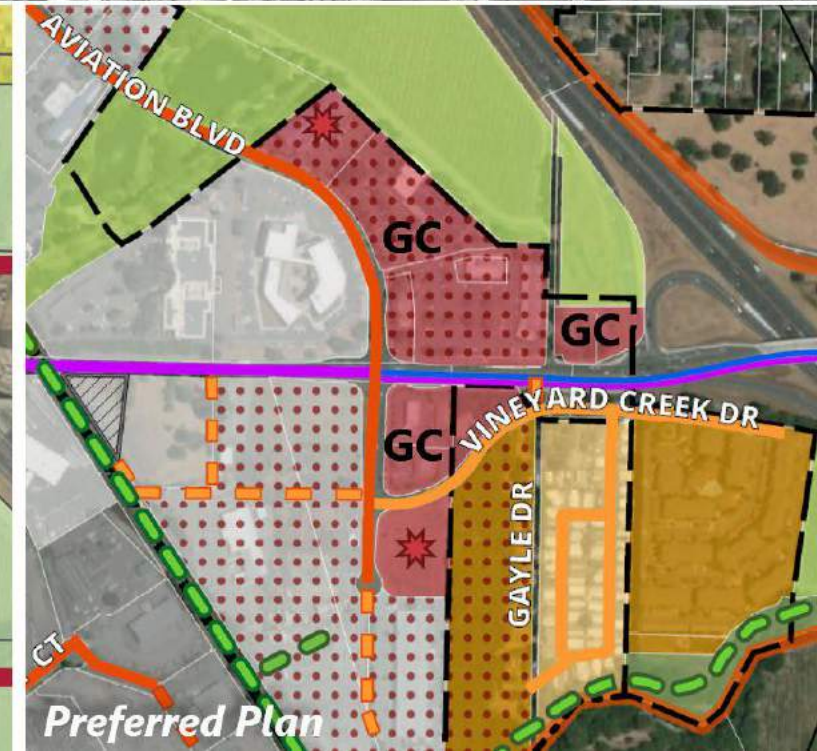 AVIATION BLVD
GC
GC
GC
VINEYARD CREEK DR
GAYLE DR
CT
Preferred Plan